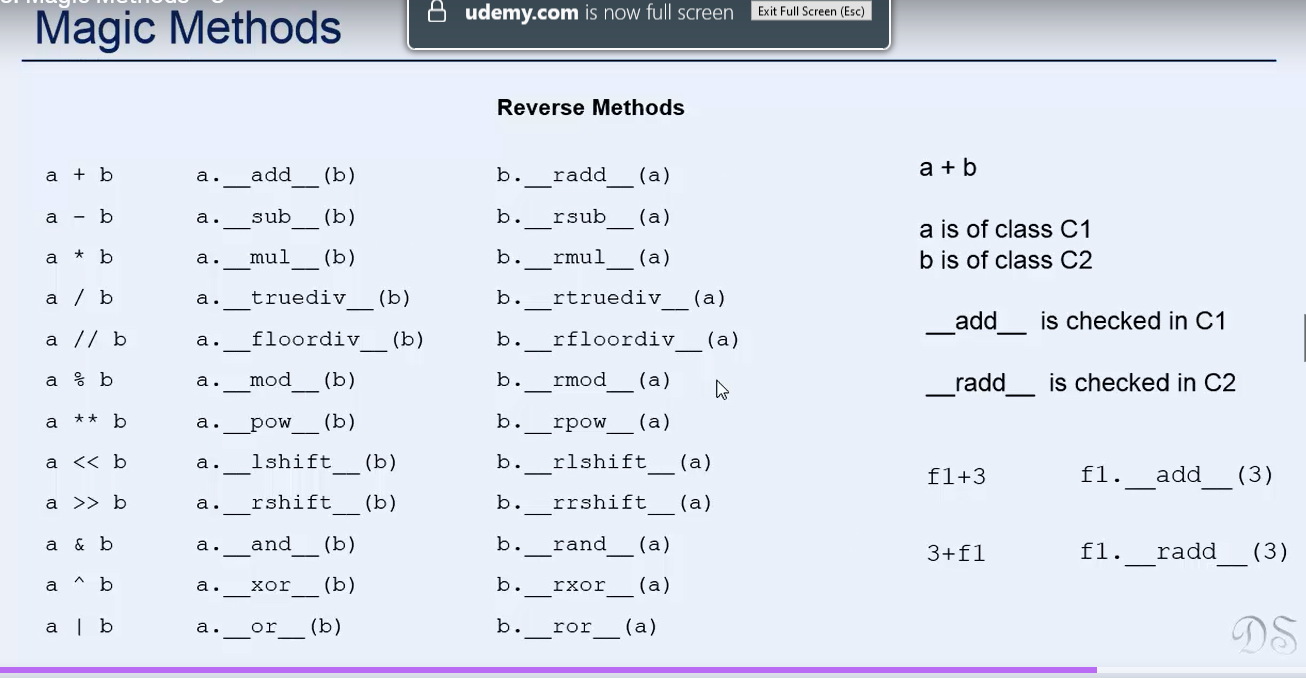 Magic Methods
udemy.com is now full screen Exit Full Screen (Esc)
Reverse Methods
a + b a.__add__(b) b.__radd__(a)
a - b a.__sub__(b) b.__rsub__(a)
a * b a.__mul__(b) b.__rmul__(a)
a / b a.__truediv__(b) b.__rtruediv__(a)
a // b a.__floordiv__(b) b.__rfloordiv__(a)
a % b a.__mod__(b) b.__rmod__(a)
a ** b a.__pow__(b) b.__rpow__(a)
a << b a.__lshift__(b) b.__rlshift__(a)
a >> b a.__rshift__(b) b.__rrshift__(a)
a & b a.__and__(b) b.__rand__(a)
a ^ b a.__xor__(b) b.__rxor__(a)
a | b a.__or__(b) b.__ror__(a)
a + b
a is of class C1
b is of class C2
__add__ is checked in C1
__radd__ is checked in C2
f1+3 f1.__add__(3)
3+f1 f1.__radd__(3)
DS